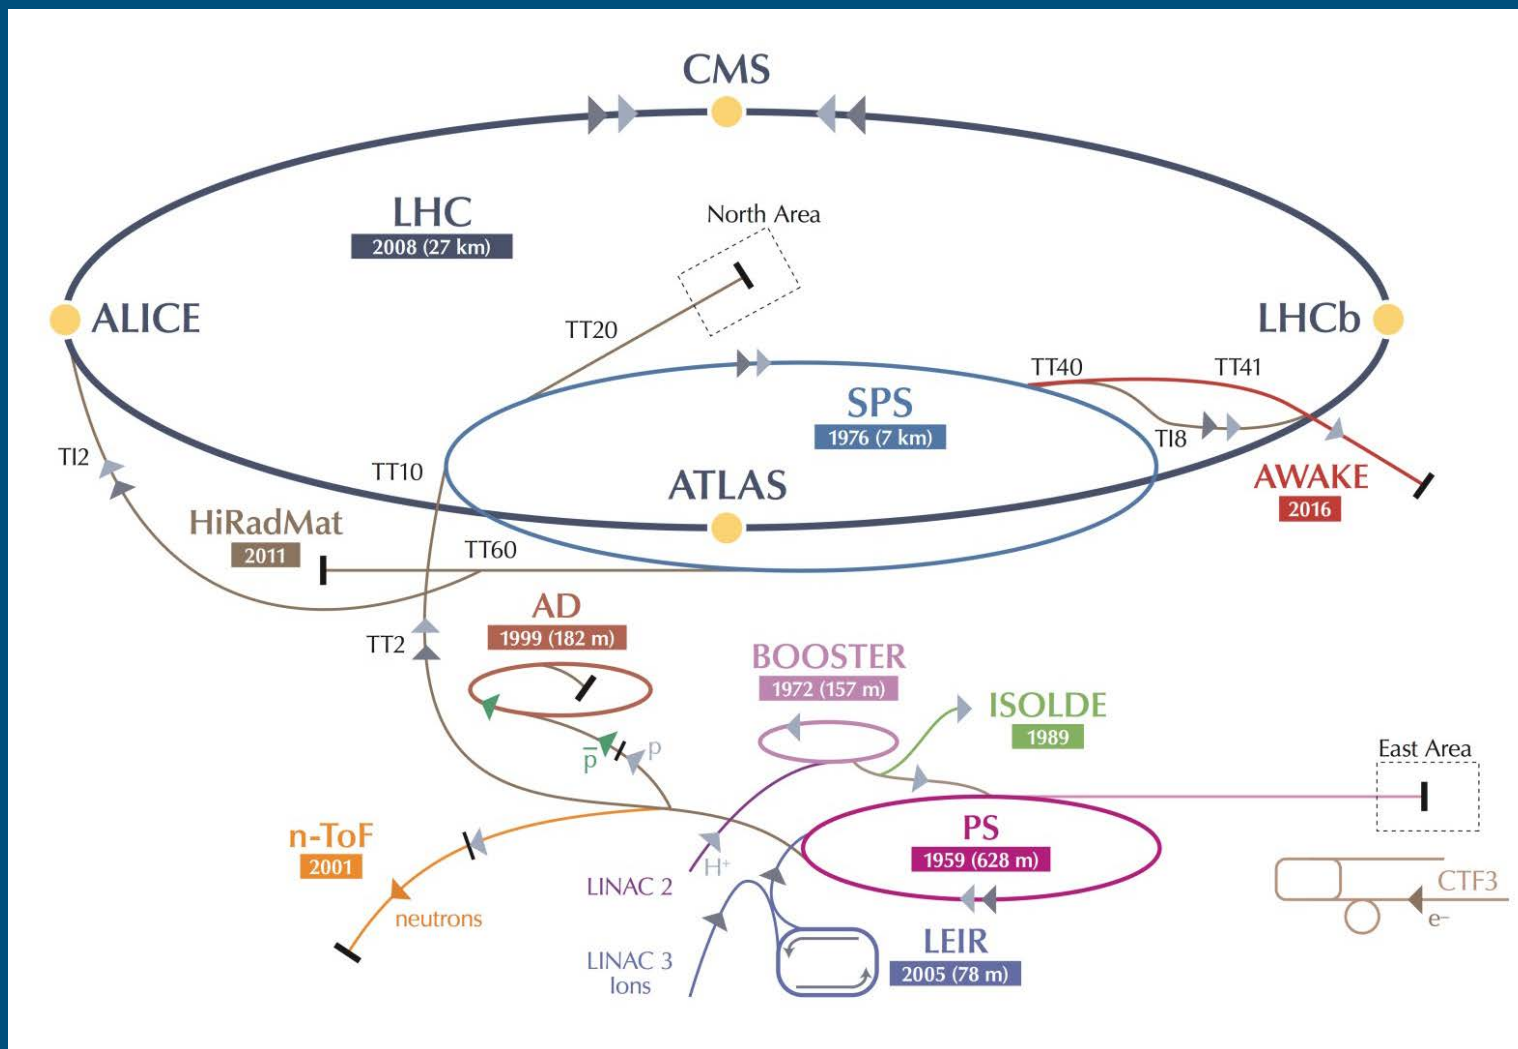 CMS
LHC
2008 (27 km)
North Area
ALICE
LHCb
TT20
TT40
TT41
SPS
1976 (7 km)
TI8
TI2
TT10
ATLAS
AWAKE
2016
HiRadMat
2011
TT60
AD
1999 (182 m)
TT2
BOOSTER
1972 (157 m)
ISOLDE
1989
p̅
p
East Area
n-ToF
2001
PS
1959 (628 m)
H⁺
LINAC 2
CTF3
e⁻
neutrons
LEIR
2005 (78 m)
LINAC 3
Ions